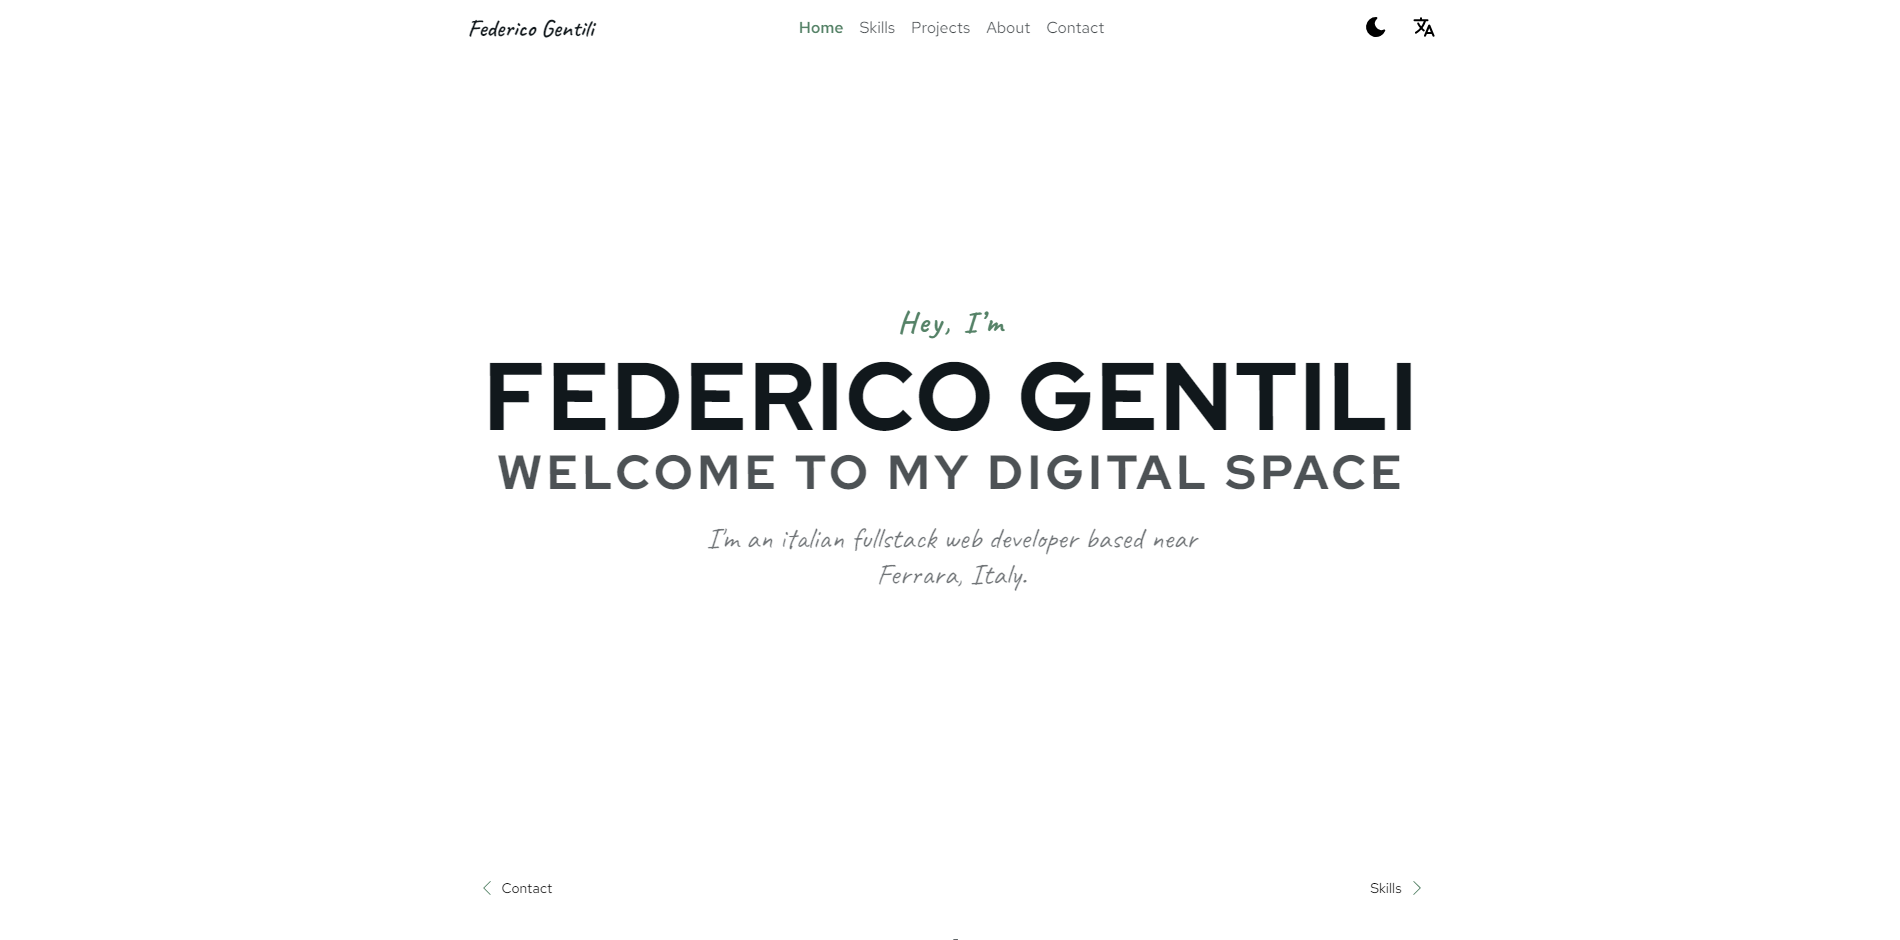 Federico Gentili
Home Skills Projects About Contact
Hey, I'm
FEDERICO GENTILI
WELCOME TO MY DIGITAL SPACE
I'm an italian fullstack web developer based near
Ferrara, Italy.
Contact
Skills